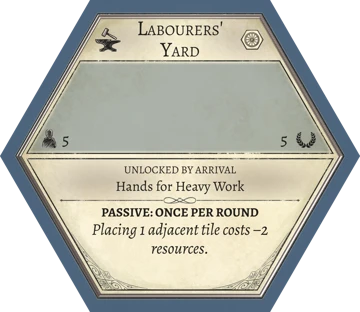 Labourers'
Yard
5
5
UNLOCKED BY ARRIVAL
Hands for Heavy Work
PASSIVE: ONCE PER ROUND
Placing 1 adjacent tile costs –2
resources.